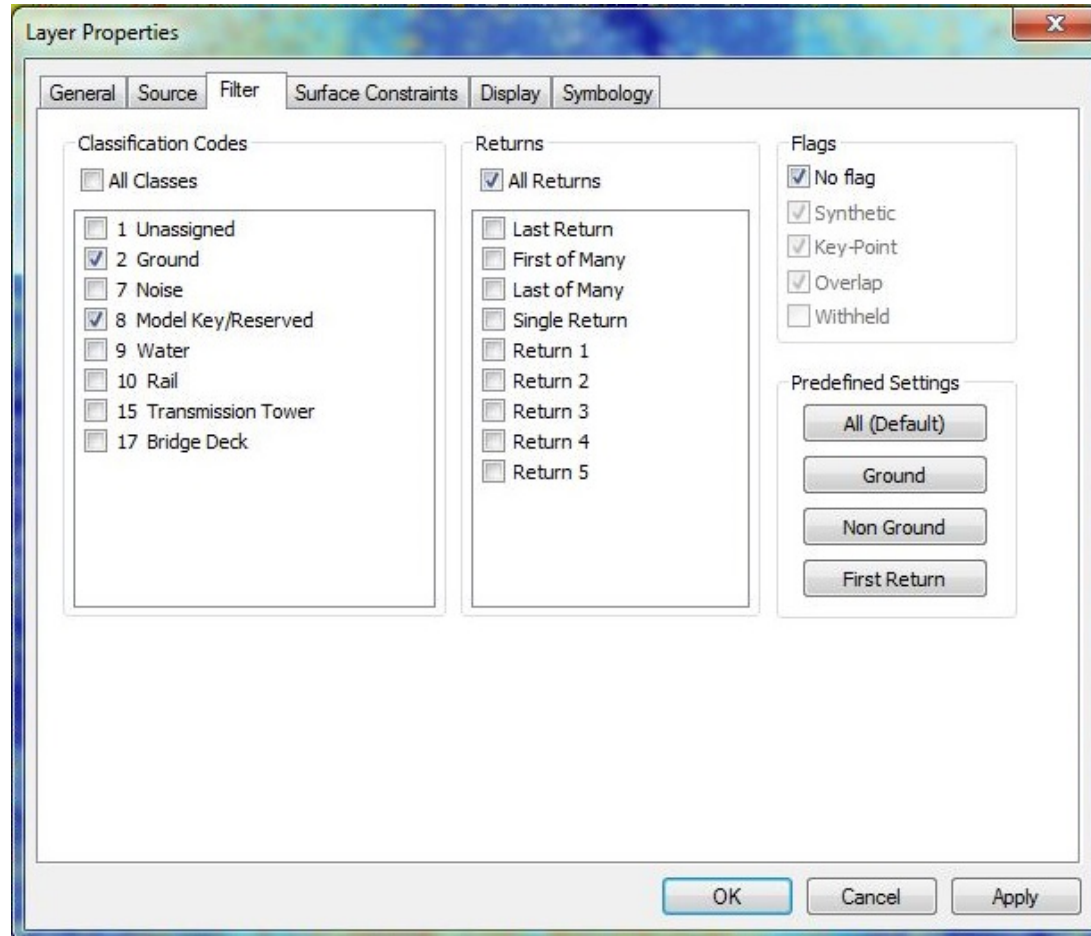 Layer Properties
General Source Filter Surface Constraints Display Symbology
Classification Codes
All Classes
1 Unassigned
2 Ground
7 Noise
8 Model Key/Reserved
9 Water
10 Rail
15 Transmission Tower
17 Bridge Deck
Returns
All Returns
Last Return
First of Many
Last of Many
Single Return
Return 1
Return 2
Return 3
Return 4
Return 5
Flags
No flag
Synthetic
Key-Point
Overlap
Withheld
Predefined Settings
All (Default)
Ground
Non Ground
First Return
OK Cancel Apply